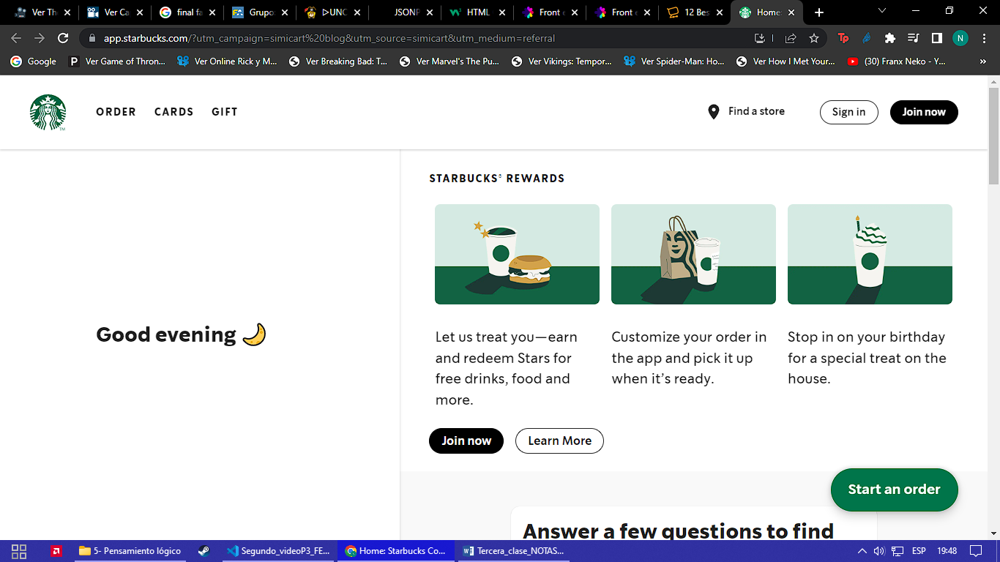 Ver Th
Ver Ca
final fa
Grupo
▷UNC
JSONP
HTML
Front e
Front e
12 Bes
Home:
app.starbucks.com/?utm_campaign=simicart%20blog&utm_source=simicart&utm_medium=referral
Tp
N
Google
Ver Game of Thron...
Ver Online Rick y M...
Ver Breaking Bad: T...
Ver Marvel's The Pu...
Ver Vikings: Tempor...
Ver Spider-Man: Ho...
Ver How I Met Your...
(30) Franx Neko - Y...
»
ORDER CARDS GIFT
Find a store
Sign in
Join now
STARBUCKS® REWARDS
Good evening
Let us treat you—earn
and redeem Stars for
free drinks, food and
more.
Customize your order in
the app and pick it up
when it's ready.
Stop in on your birthday
for a special treat on the
house.
Join now
Learn More
Start an order
Answer a few questions to find
5- Pensamiento lógico
Segundo_videoP3_FE...
Home: Starbucks Co...
Tercera_clase_NOTAS...
ESP
19:48